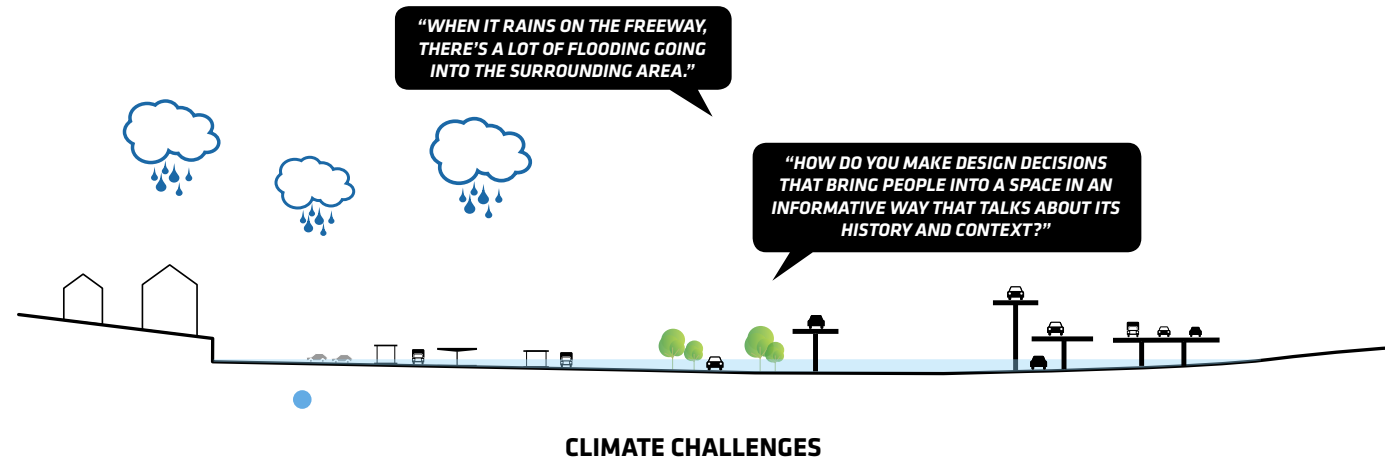 “WHEN IT RAINS ON THE FREEWAY,
THERE’S A LOT OF FLOODING GOING
INTO THE SURROUNDING AREA.”
“HOW DO YOU MAKE DESIGN DECISIONS
THAT BRING PEOPLE INTO A SPACE IN AN
INFORMATIVE WAY THAT TALKS ABOUT ITS
HISTORY AND CONTEXT?”
CLIMATE CHALLENGES